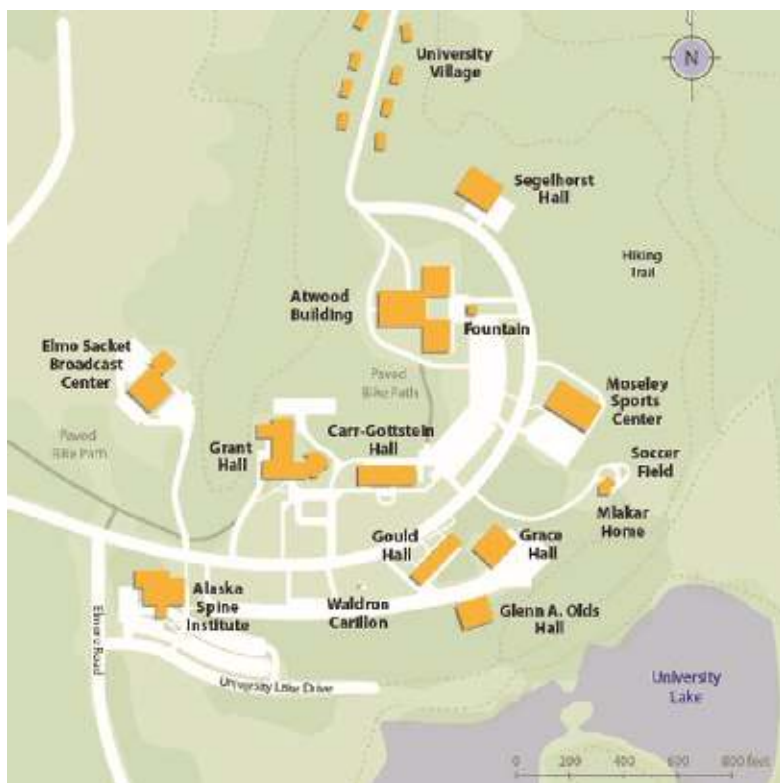 University
Village
N
Segelhorst
Hall
Hiking
Trail
Atwood
Building
Fountain
Elmo Sacket
Broadcast
Center
Paved
Bike Path
Moseley
Sports
Center
Carr-Gottstein
Hall
Grant
Hall
Paved
Bike Path
Soccer
Field
Mlakar
Home
Gould
Hall
Grace
Hall
Alaska
Spine
Institute
Waldron
Carillon
Glenn A. Olds
Hall
Elmore Road
University Lake Drive
University
Lake
0 200 400 600 800 feet